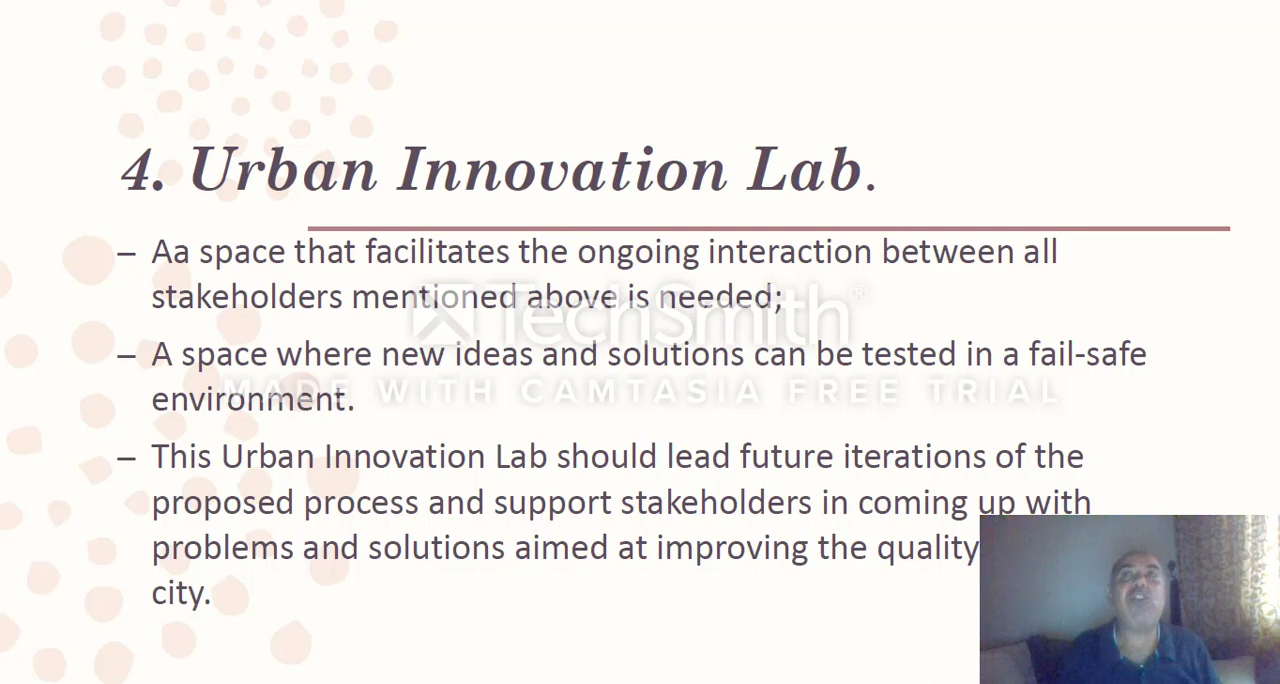 4. Urban Innovation Lab.
– Aa space that facilitates the ongoing interaction between all
stakeholders mentioned above is needed;
TechSmith®
– A space where new ideas and solutions can be tested in a fail-safe
MADE WITH CAMTASIA FREE TRIAL
environment.
– This Urban Innovation Lab should lead future iterations of the
proposed process and support stakeholders in coming up with
problems and solutions aimed at improving the quality
city.